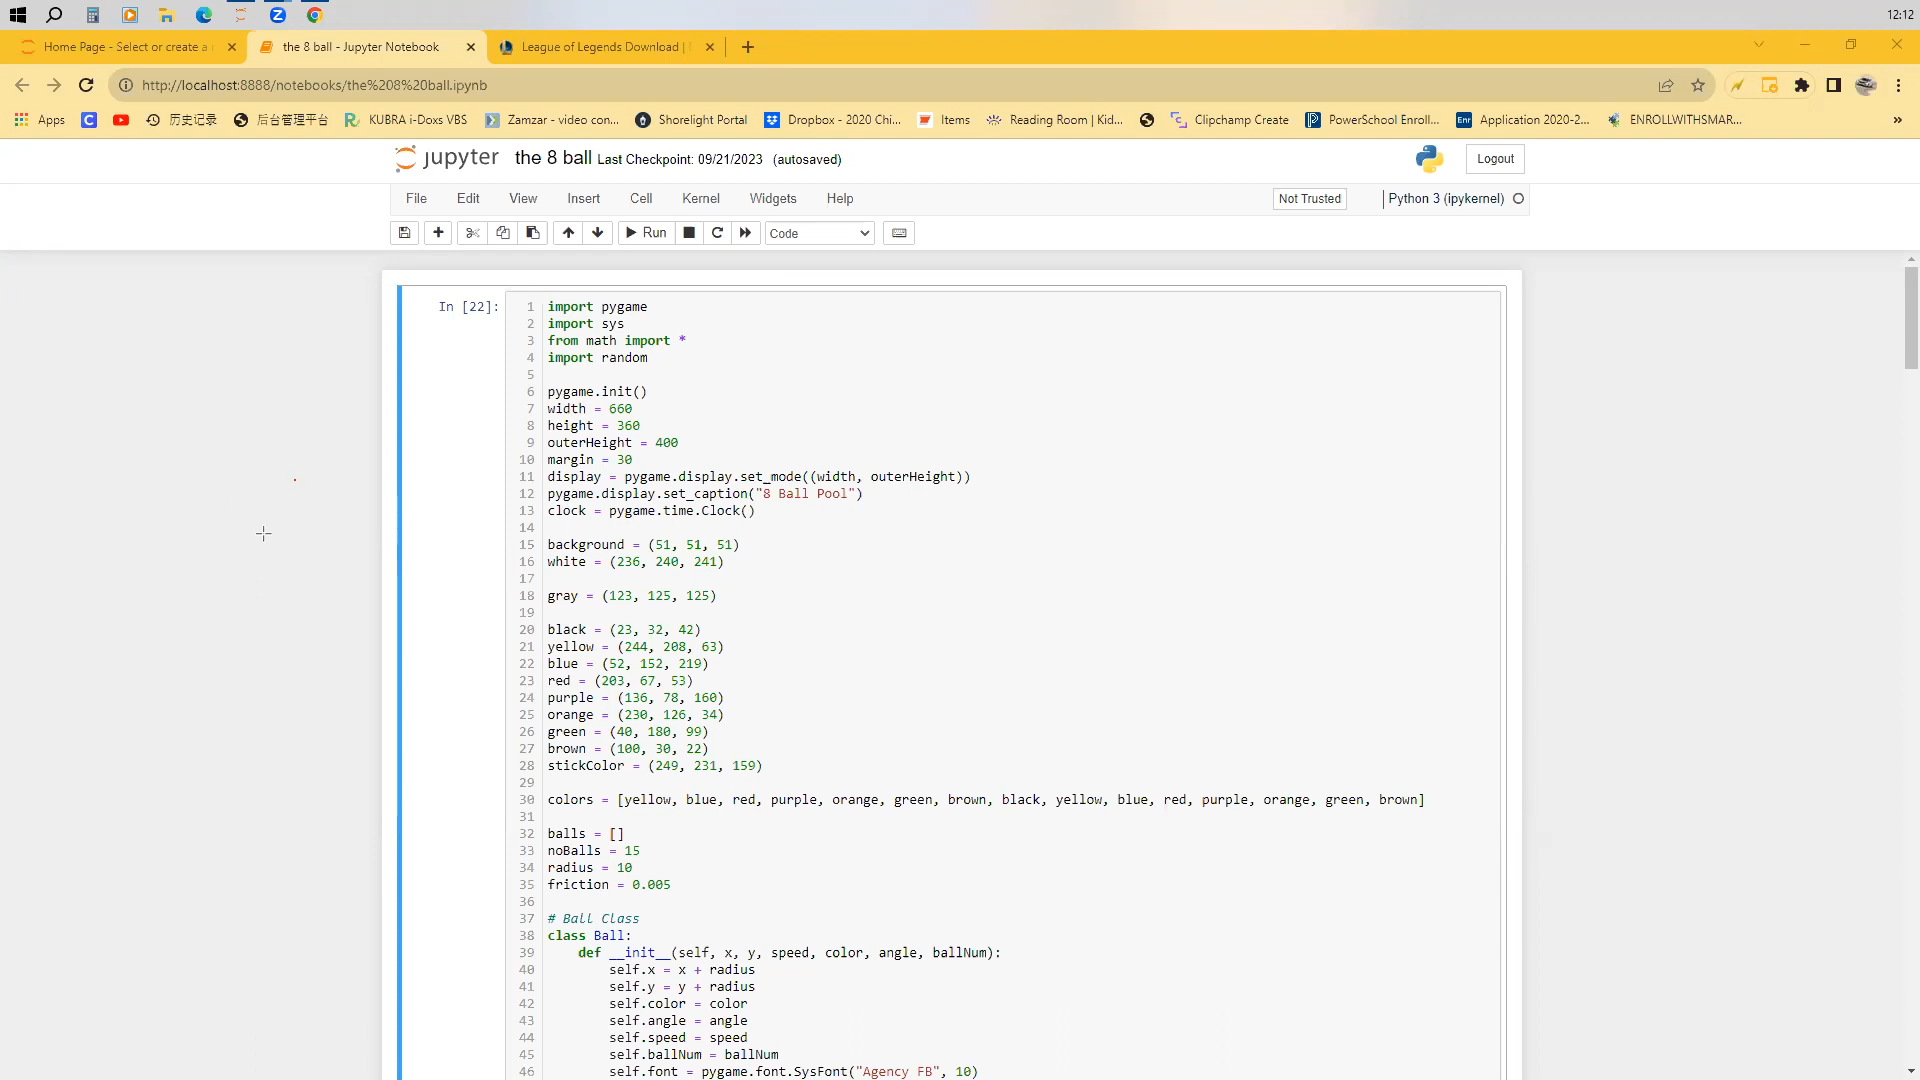 12:12
Home Page - Select or create a
the 8 ball - Jupyter Notebook
League of Legends Download |
http://localhost:8888/notebooks/the%208%20ball.ipynb
Apps
历史记录
后台管理平台
KUBRA i-Doxs VBS
Zamzar - video con...
Shorelight Portal
Dropbox - 2020 Chi...
Items
Reading Room | Kid...
Clipchamp Create
PowerSchool Enroll...
Enr
Application 2020-2...
ENROLLWITHSMAR...
jupyter the 8 ball Last Checkpoint: 09/21/2023 (autosaved)
Logout
File Edit View Insert Cell Kernel Widgets Help
Not Trusted
Python 3 (ipykernel)
Run
Code
In [22]:
1 import pygame
2 import sys
3 from math import *
4 import random
5
6 pygame.init()
7 width = 660
8 height = 360
9 outerHeight = 400
10 margin = 30
11 display = pygame.display.set_mode((width, outerHeight))
12 pygame.display.set_caption("8 Ball Pool")
13 clock = pygame.time.Clock()
14
15 background = (51, 51, 51)
16 white = (236, 240, 241)
17
18 gray = (123, 125, 125)
19
20 black = (23, 32, 42)
21 yellow = (244, 208, 63)
22 blue = (52, 152, 219)
23 red = (203, 67, 53)
24 purple = (136, 78, 160)
25 orange = (230, 126, 34)
26 green = (40, 180, 99)
27 brown = (100, 30, 22)
28 stickColor = (249, 231, 159)
29
30 colors = [yellow, blue, red, purple, orange, green, brown, black, yellow, blue, red, purple, orange, green, brown]
31
32 balls = []
33 noBalls = 15
34 radius = 10
35 friction = 0.005
36
37 # Ball Class
38 class Ball:
39 def __init__(self, x, y, speed, color, angle, ballNum):
40 self.x = x + radius
41 self.y = y + radius
42 self.color = color
43 self.angle = angle
44 self.speed = speed
45 self.ballNum = ballNum
46 self.font = pygame.font.SysFont("Agency FB", 10)